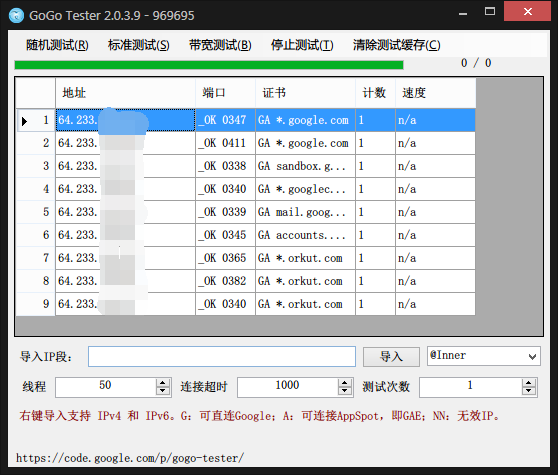 GoGo Tester 2.0.3.9 - 969695
随机测试(R) 标准测试(S) 带宽测试(B) 停止测试(T) 清除测试缓存(C)
0 / 0
地址 端口 证书 计数 速度
1 64.233. _OK 0347 GA *.google.com 1 n/a
2 64.233. _OK 0411 GA *.google.com 1 n/a
3 64.233. _OK 0338 GA sandbox.g... 1 n/a
4 64.233. _OK 0340 GA *.googlec... 1 n/a
5 64.233. _OK 0339 GA mail.goog... 1 n/a
6 64.233. _OK 0345 GA accounts.... 1 n/a
7 64.233. _OK 0365 GA *.orkut.com 1 n/a
8 64.233. _OK 0382 GA *.orkut.com 1 n/a
9 64.233. _OK 0340 GA *.orkut.com 1 n/a
导入IP段: 导入 @Inner
线程 50 连接超时 1000 测试次数 1
右键导入支持 IPv4 和 IPv6。G: 可直连Google; A: 可连接AppSpot, 即GAE; NN: 无效IP。
https://code.google.com/p/gogo-tester/